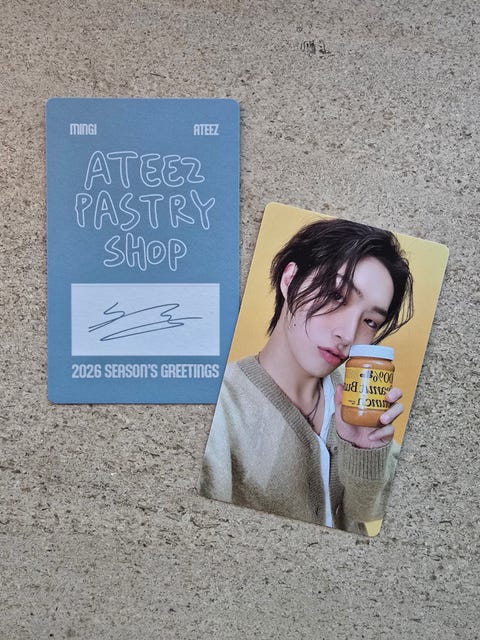 MINGI ATEEZ
ATEEZ
PASTRY
SHOP
2026 SEASON'S GREETINGS